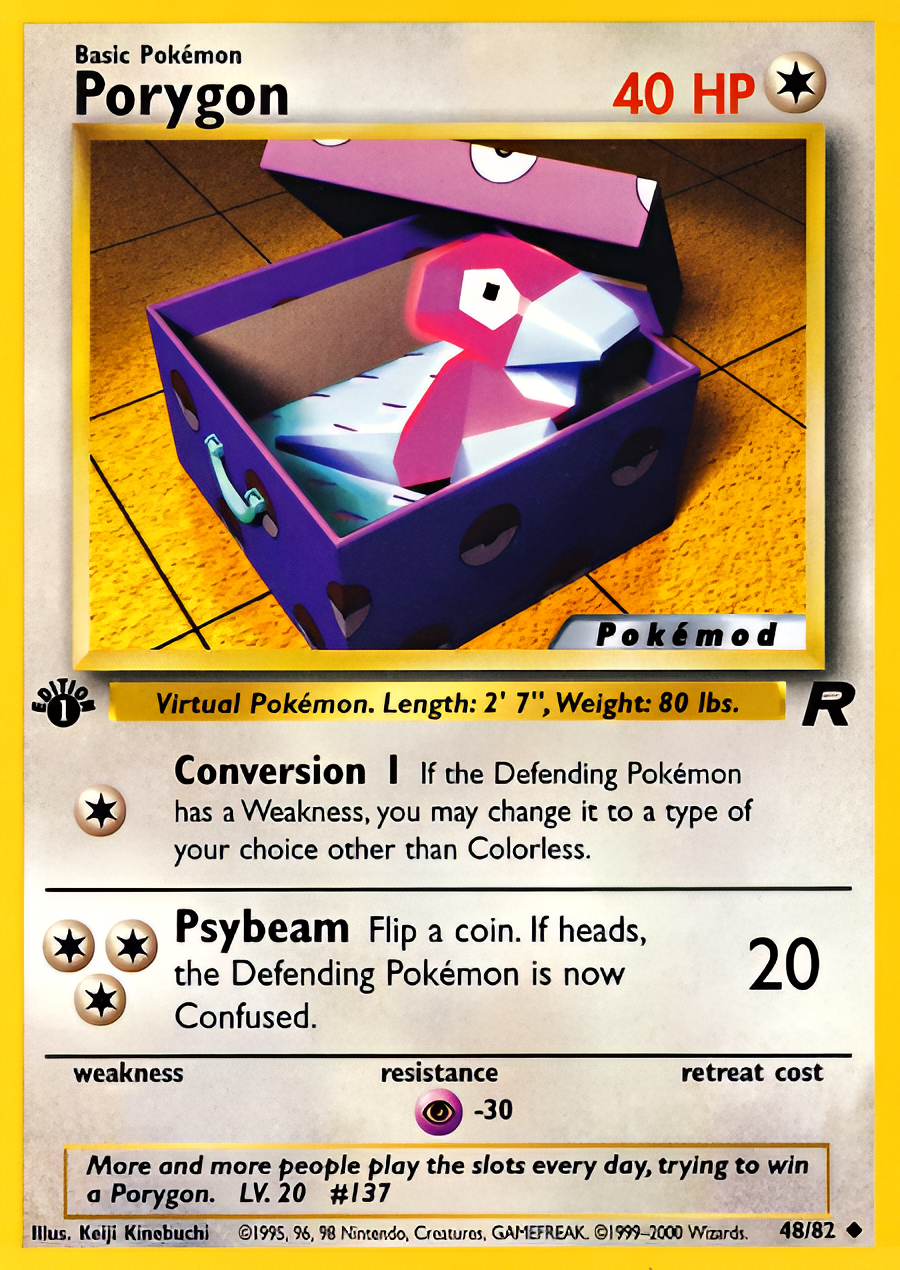 Basic Pokémon
Porygon
40 HP
Pokémod
EDITION
1
Virtual Pokémon. Length: 2' 7", Weight: 80 lbs.
R
Conversion 1 If the Defending Pokémon
has a Weakness, you may change it to a type of
your choice other than Colorless.
Psybeam Flip a coin. If heads,
the Defending Pokémon is now
Confused.
20
weakness
resistance
retreat cost
-30
More and more people play the slots every day, trying to win
a Porygon. LV. 20 #137
Illus. Keiji Kinebuchi ©1995, 96, 98 Nintendo, Creatures, GAMEFREAK. ©1999-2000 Wizards. 48/82